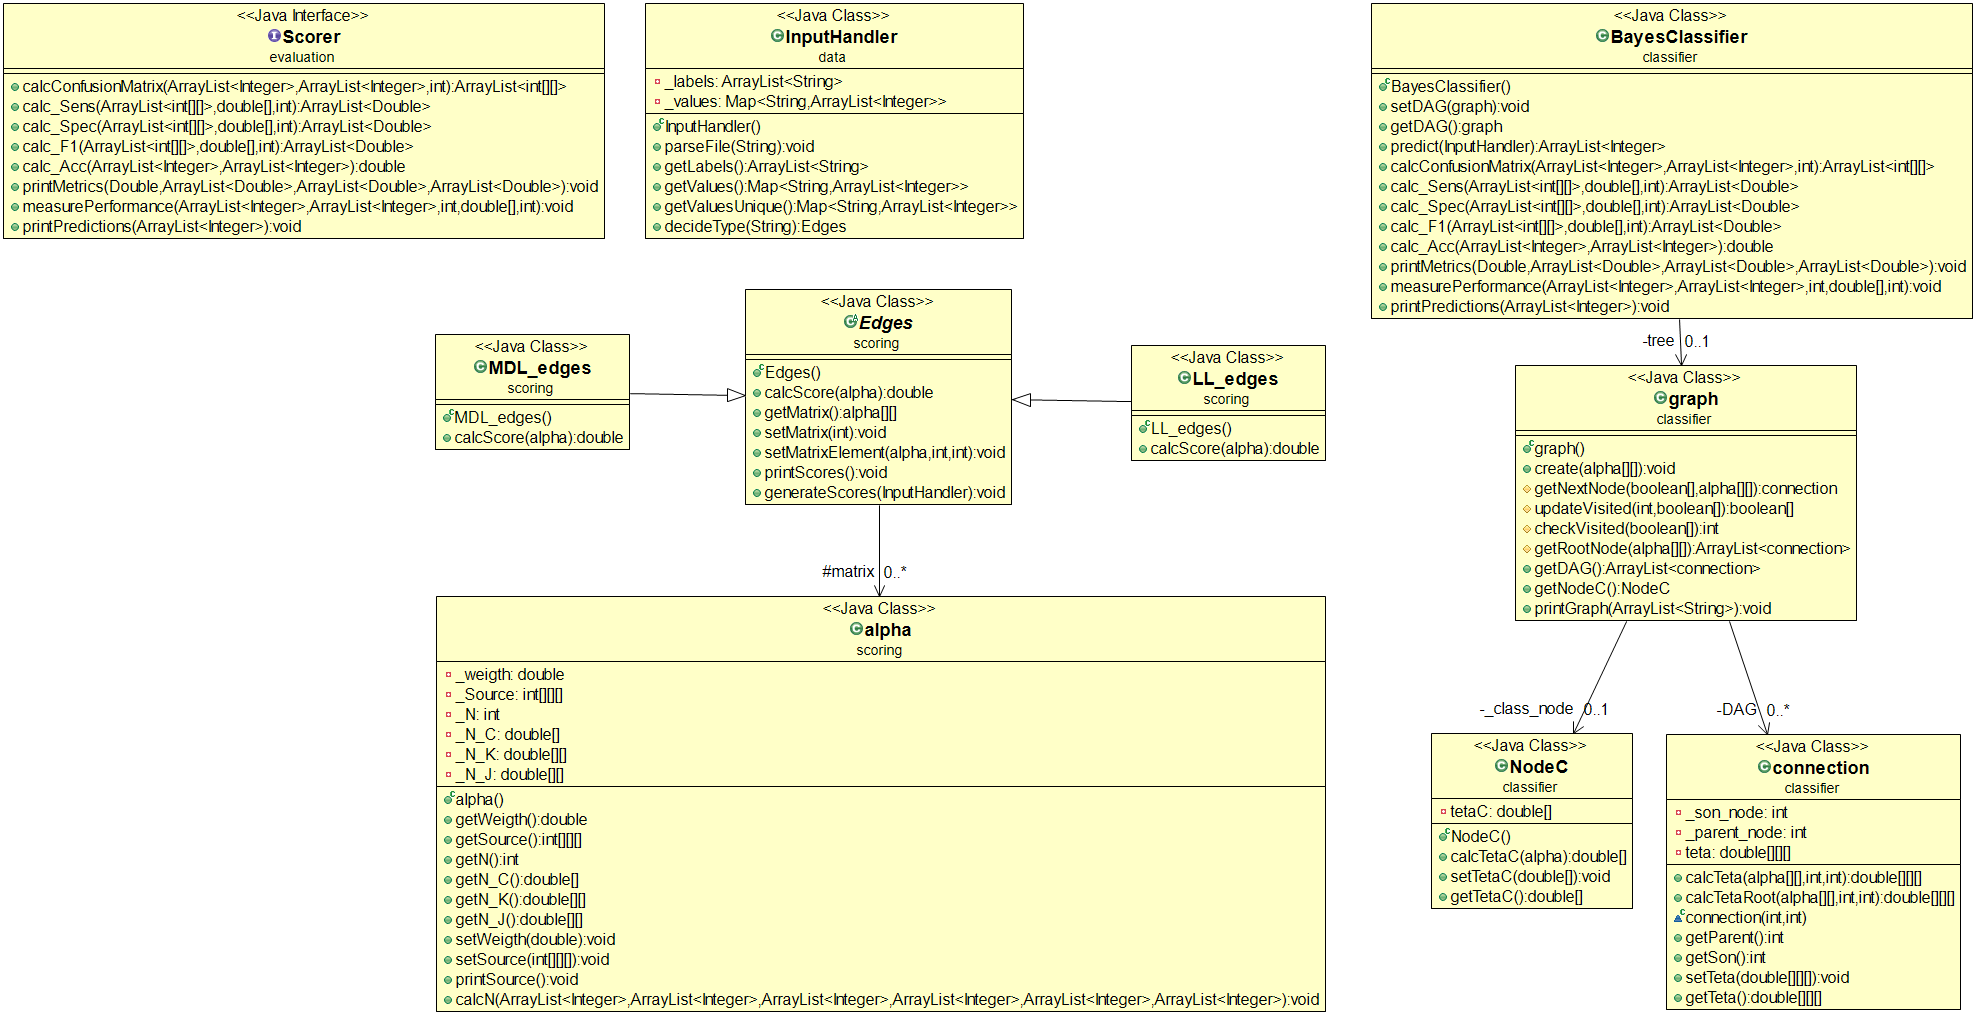 <<Java Interface>>
Scorer
evaluation
calcConfusionMatrix(ArrayList<Integer>,ArrayList<Integer>,int):ArrayList<int[][]>
calc_Sens(ArrayList<int[][]>,double[],int):ArrayList<Double>
calc_Spec(ArrayList<int[][]>,double[],int):ArrayList<Double>
calc_F1(ArrayList<int[][]>,double[],int):ArrayList<Double>
calc_Acc(ArrayList<Integer>,ArrayList<Integer>):double
printMetrics(Double,ArrayList<Double>,ArrayList<Double>,ArrayList<Double>):void
measurePerformance(ArrayList<Integer>,ArrayList<Integer>,int,double[],int):void
printPredictions(ArrayList<Integer>):void
<<Java Class>>
InputHandler
data
_labels: ArrayList<String>
_values: Map<String,ArrayList<Integer>>
InputHandler()
parseFile(String):void
getLabels():ArrayList<String>
getValues():Map<String,ArrayList<Integer>>
getValuesUnique():Map<String,ArrayList<Integer>>
decideType(String):Edges
<<Java Class>>
BayesClassifier
classifier
BayesClassifier()
setDAG(graph):void
getDAG():graph
predict(InputHandler):ArrayList<Integer>
calcConfusionMatrix(ArrayList<Integer>,ArrayList<Integer>,int):ArrayList<int[][]>
calc_Sens(ArrayList<int[][]>,double[],int):ArrayList<Double>
calc_Spec(ArrayList<int[][]>,double[],int):ArrayList<Double>
calc_F1(ArrayList<int[][]>,double[],int):ArrayList<Double>
calc_Acc(ArrayList<Integer>,ArrayList<Integer>):double
printMetrics(Double,ArrayList<Double>,ArrayList<Double>,ArrayList<Double>):void
measurePerformance(ArrayList<Integer>,ArrayList<Integer>,int,double[],int):void
printPredictions(ArrayList<Integer>):void
-tree 0..1
<<Java Class>>
MDL_edges
scoring
MDL_edges()
calcScore(alpha):double
<<Java Class>>
Edges
scoring
Edges()
calcScore(alpha):double
getMatrix():alpha[][]
setMatrix(int):void
setMatrixElement(alpha,int,int):void
printScores():void
generateScores(InputHandler):void
<<Java Class>>
LL_edges
scoring
LL_edges()
calcScore(alpha):double
#matrix 0..*
<<Java Class>>
graph
classifier
graph()
create(alpha[][]):void
getNextNode(boolean[],alpha[][]):connection
updateVisited(int,boolean[]):boolean[]
checkVisited(boolean[]):int
getRootNode(alpha[][]):ArrayList<connection>
getDAG():ArrayList<connection>
getNodeC():NodeC
printGraph(ArrayList<String>):void
<<Java Class>>
alpha
scoring
_weigth: double
_Source: int[][][]
_N: int
_N_C: double[]
_N_K: double[][]
_N_J: double[][]
alpha()
getWeigth():double
getSource():int[][][]
getN():int
getN_C():double[]
getN_K():double[][]
getN_J():double[][]
setWeigth(double):void
setSource(int[][][]):void
printSource():void
calcN(ArrayList<Integer>,ArrayList<Integer>,ArrayList<Integer>,ArrayList<Integer>,ArrayList<Integer>,ArrayList<Integer>):void
-_class_node 0..1
-DAG 0..*
<<Java Class>>
NodeC
classifier
tetaC: double[]
NodeC()
calcTetaC(alpha):double[]
setTetaC(double[]):void
getTetaC():double[]
<<Java Class>>
connection
classifier
_son_node: int
_parent_node: int
teta: double[][][]
calcTeta(alpha[][],int,int):double[][][]
calcTetaRoot(alpha[][],int,int):double[][][]
connection(int,int)
getParent():int
getSon():int
setTeta(double[][][]):void
getTeta():double[][][]